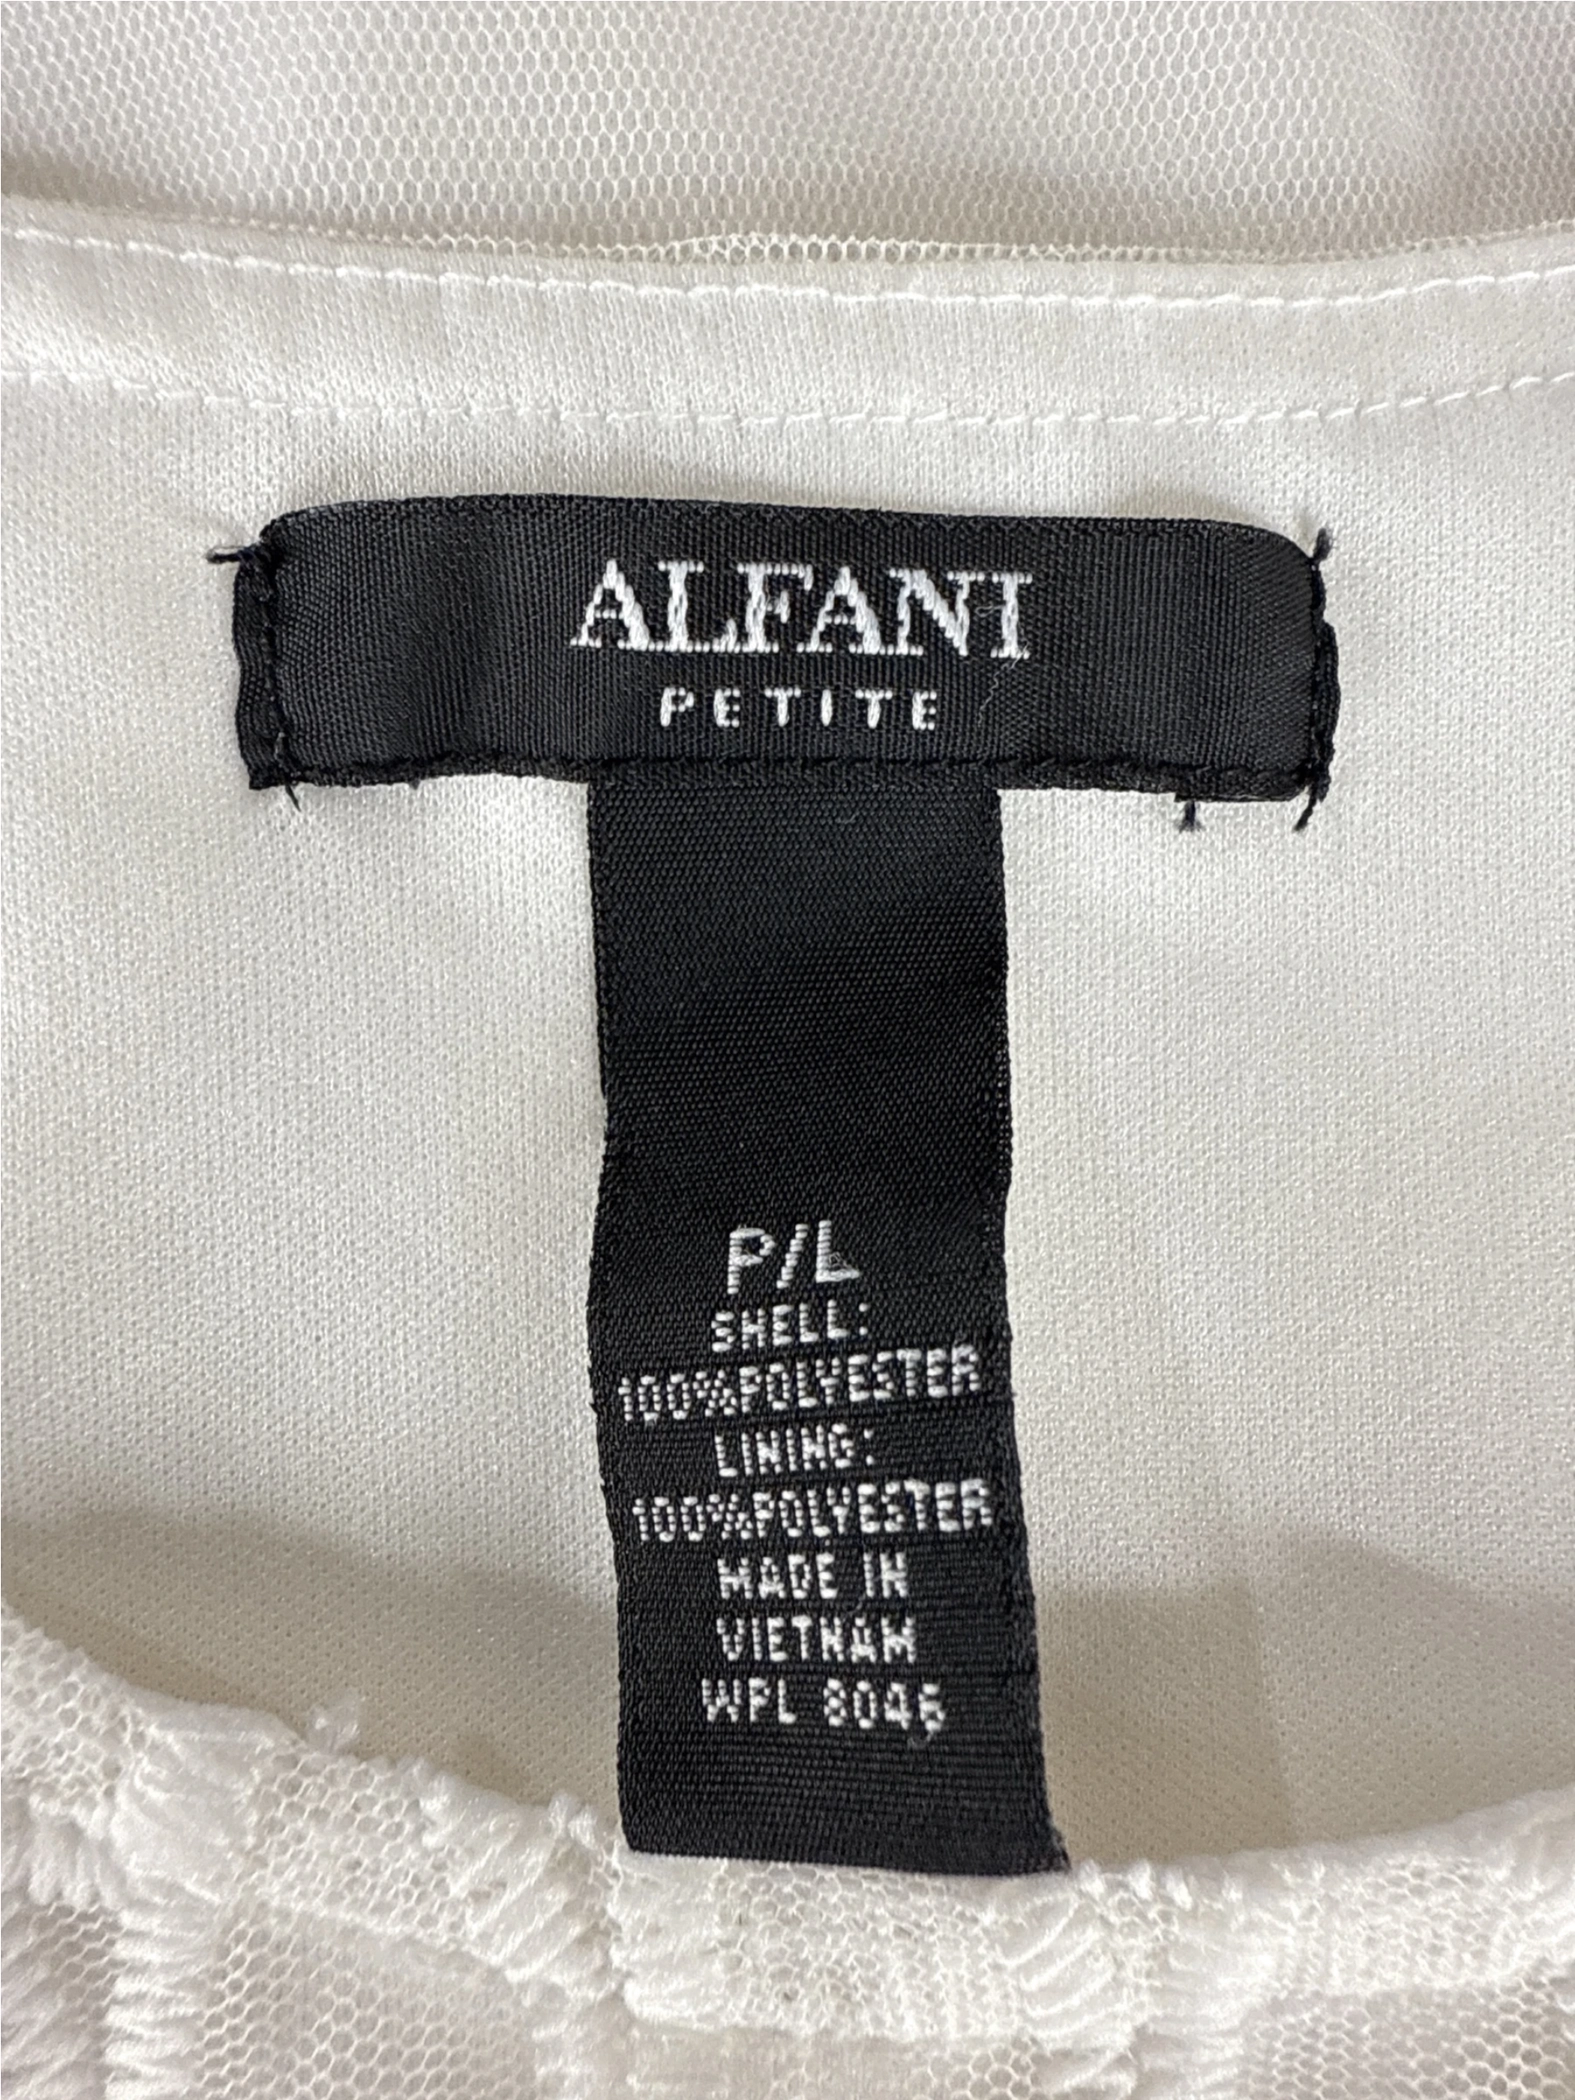 ALFANI
PETITE
P/L
SHELL:
100%POLYESTER
LINING:
100%POLYESTER
MADE IN
VIETNAM
WPL 8046